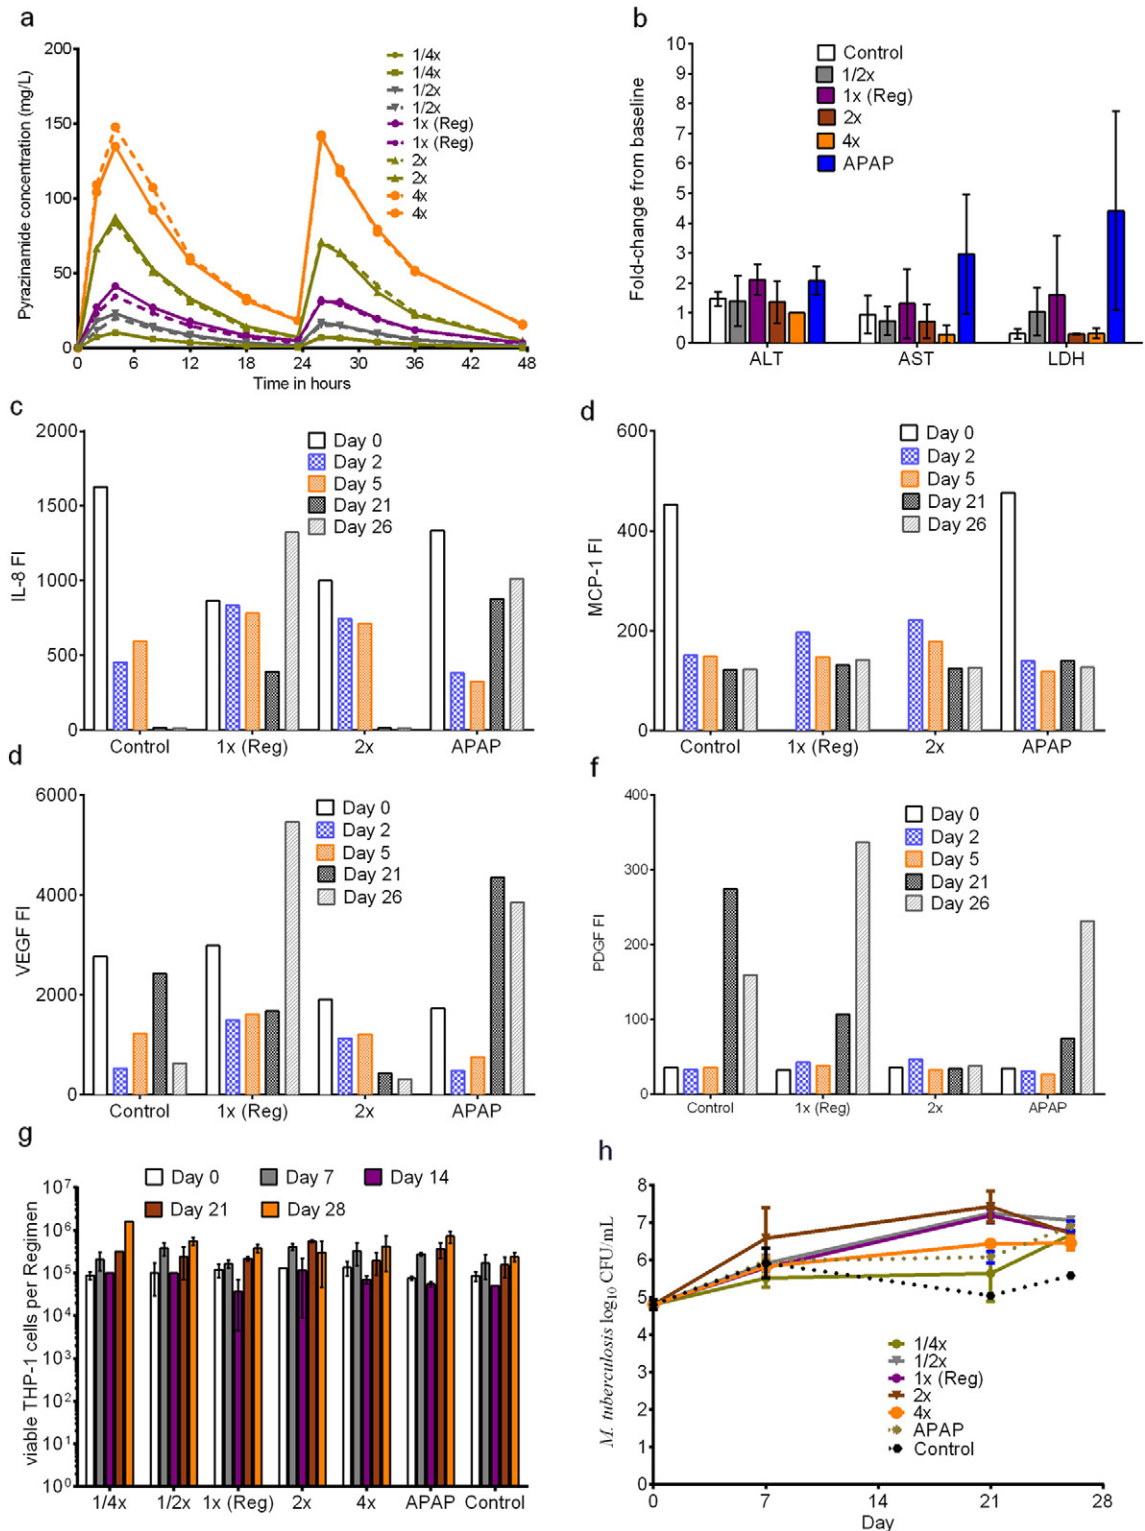 a
200
150
100
50
0
Pyrazinamide concentration (mg/L)
1/4x
1/4x
1/2x
1/2x
1x (Reg)
1x (Reg)
2x
2x
4x
4x
0 6 12 18 24 30 36 42 48
Time in hours
b
10
9
8
7
6
5
4
3
2
1
0
Fold-change from baseline
Control
1/2x
1x (Reg)
2x
4x
APAP
ALT AST LDH
c
2000
1500
1000
500
0
IL-8 FI
Day 0
Day 2
Day 5
Day 21
Day 26
Control 1x (Reg) 2x APAP
d
600
400
200
0
MCP-1 FI
Day 0
Day 2
Day 5
Day 21
Day 26
Control 1x (Reg) 2x APAP
d
6000
4000
2000
0
VEGF FI
Day 0
Day 2
Day 5
Day 21
Day 26
Control 1x (Reg) 2x APAP
f
400
300
200
100
0
PDGF FI
Day 0
Day 2
Day 5
Day 21
Day 26
Control 1x (Reg) 2x APAP
g
Day 0 Day 7 Day 14
Day 21 Day 28
10⁷
10⁶
10⁵
10⁴
10³
10²
10¹
10⁰
viable THP-1 cells per Regimen
1/4x 1/2x 1x (Reg) 2x 4x APAP Control
h
8
7
6
5
4
3
2
1
0
M. tuberculosis log₁₀ CFU/mL
1/4x
1/2x
1x (Reg)
2x
4x
APAP
Control
0 7 14 21 28
Day